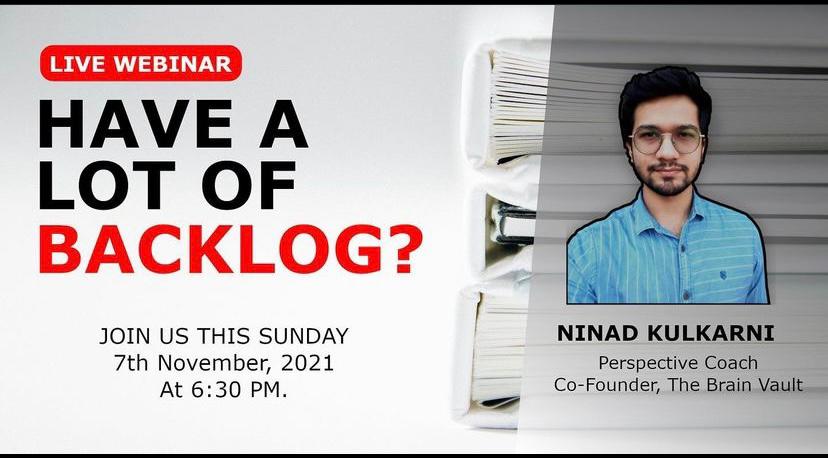 LIVE WEBINAR
HAVE A
LOT OF
BACKLOG?
JOIN US THIS SUNDAY
7th November, 2021
At 6:30 PM.
NINAD KULKARNI
Perspective Coach
Co-Founder, The Brain Vault